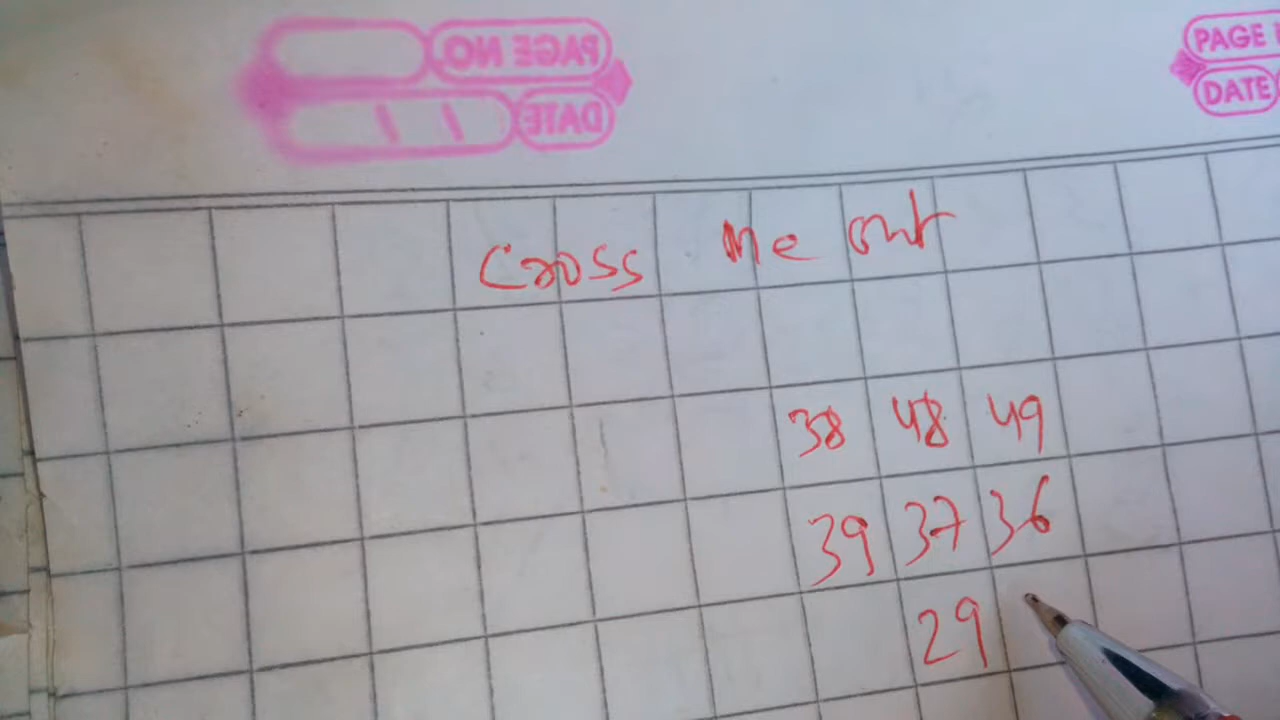 PAGE NO.
DATE
PAGE
DATE
Cross Me out
38 48 49
39 37 36
29